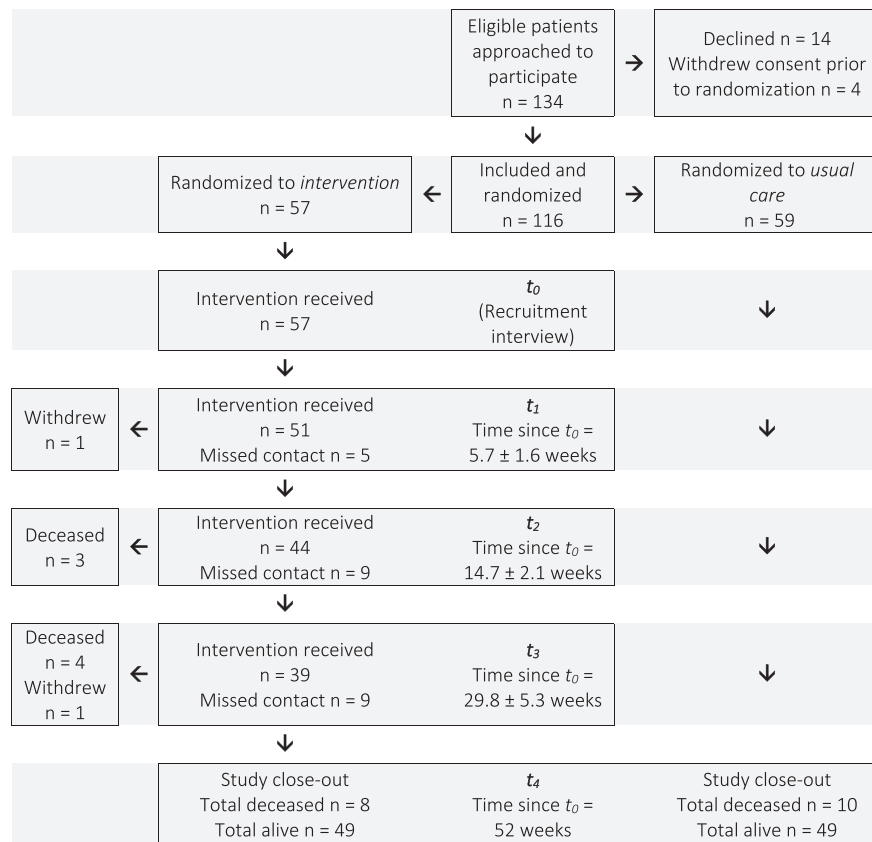 Eligible patients
approached to
participate
n = 134
→
Declined n = 14
Withdrew consent prior
to randomization n = 4
↓
Randomized to intervention
n = 57
←
Included and
randomized
n = 116
→
Randomized to usual
care
n = 59
↓
Intervention received
n = 57
t0
(Recruitment
interview)
↓
↓
Withdrew
n = 1
←
Intervention received
n = 51
Missed contact n = 5
t1
Time since t0 =
5.7 ± 1.6 weeks
↓
↓
Deceased
n = 3
←
Intervention received
n = 44
Missed contact n = 9
t2
Time since t0 =
14.7 ± 2.1 weeks
↓
↓
Deceased
n = 4
Withdrew
n = 1
←
Intervention received
n = 39
Missed contact n = 9
t3
Time since t0 =
29.8 ± 5.3 weeks
↓
↓
Study close-out
Total deceased n = 8
Total alive n = 49
t4
Time since t0 =
52 weeks
Study close-out
Total deceased n = 10
Total alive n = 49